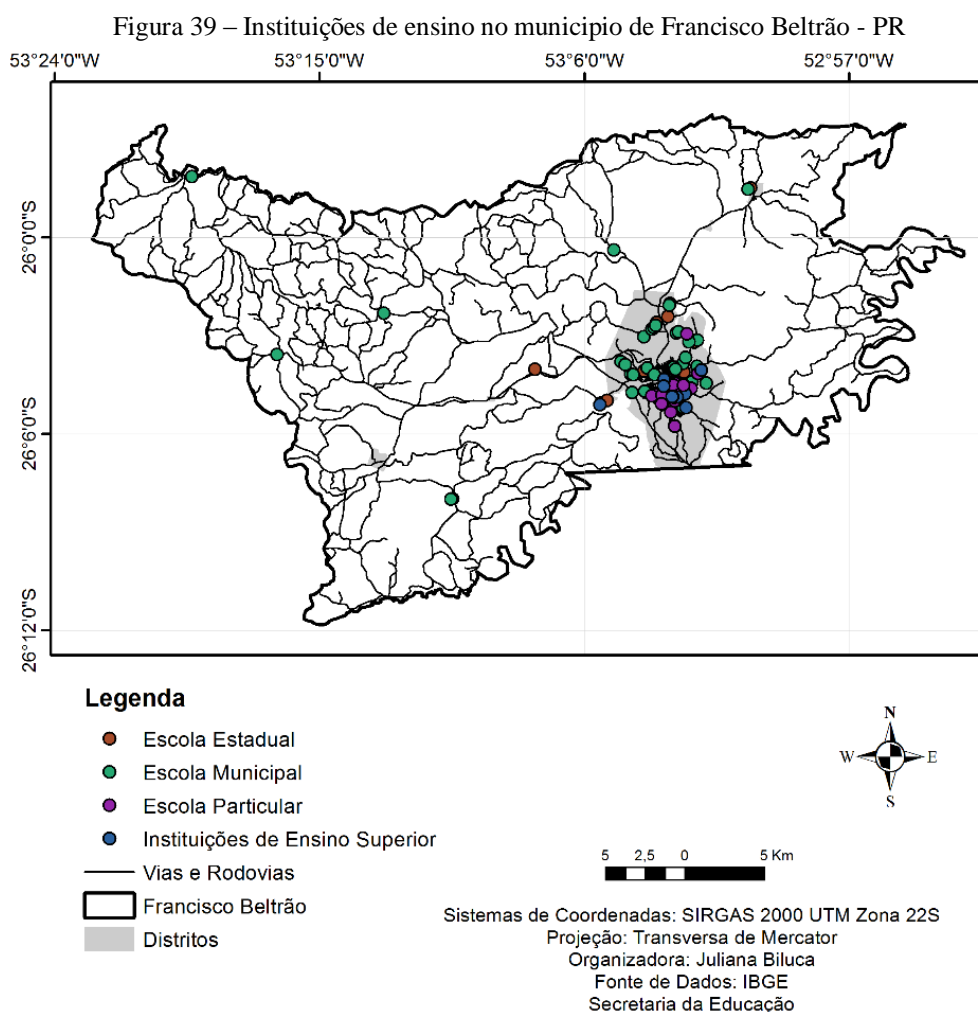 Figura 39 – Instituições de ensino no municipio de Francisco Beltrão - PR
53°24'0"W
53°15'0"W
53°6'0"W
52°57'0"W
26°0'0"S
26°6'0"S
26°12'0"S
Legenda
Escola Estadual
Escola Municipal
Escola Particular
Instituições de Ensino Superior
Vias e Rodovias
Francisco Beltrão
Distritos
N
W
E
S
5 2,5 0 5 Km
Sistemas de Coordenadas: SIRGAS 2000 UTM Zona 22S
Projeção: Transversa de Mercator
Organizadora: Juliana Biluca
Fonte de Dados: IBGE
Secretaria da Educação